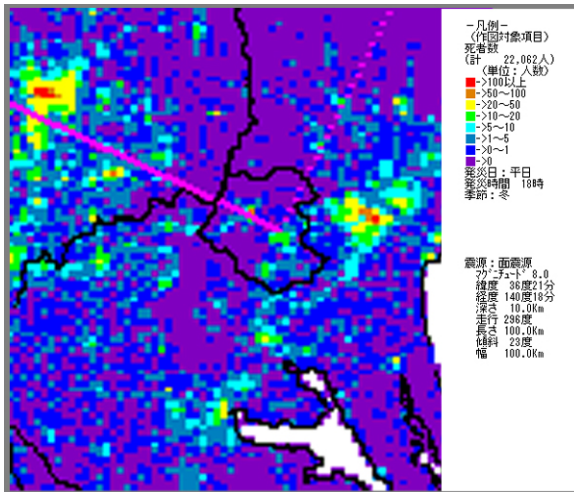 －凡例－
〈作図対象項目〉
死者数
(計　22,062人)
〈単位：人数〉
->100以上
->50〜100
->20〜50
->10〜20
->5〜10
->1〜5
->0〜1
->0
発災日：平日
発災時間　18時
季節：冬
震源：面震源
ﾏｸﾞﾆﾁｭｰﾄﾞ 8.0
緯度　36度21分
経度 140度18分
深さ　10.0Km
走行 296度
長さ 100.0Km
傾斜　23度
幅　100.0Km